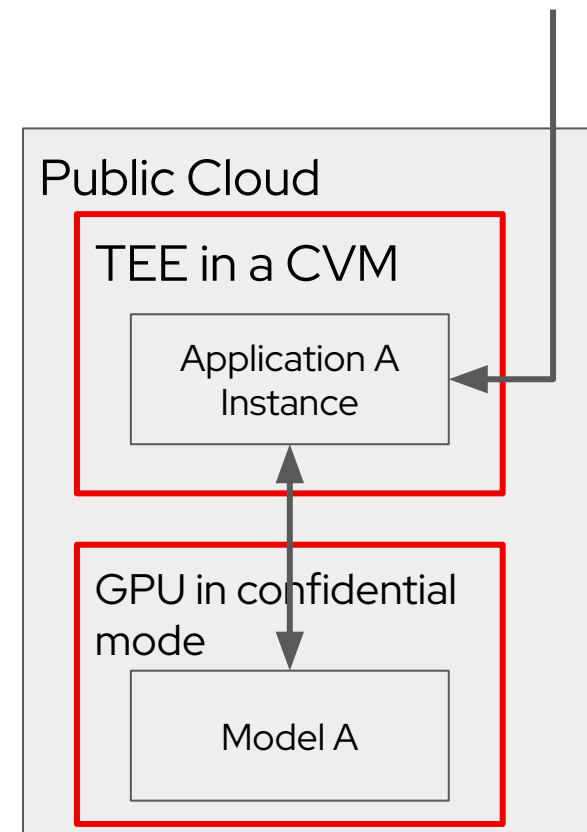 Public Cloud
TEE in a CVM
Application A
Instance
GPU in confidential
mode
Model A